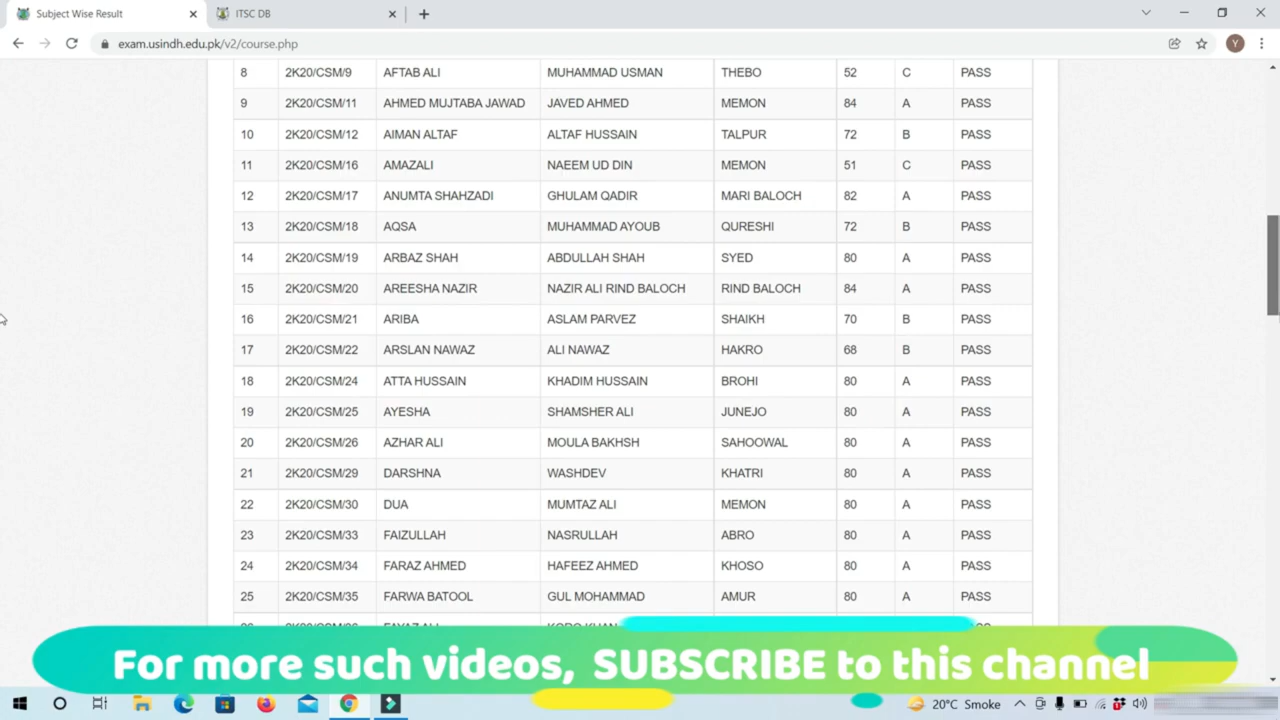 Subject Wise Result
ITSC DB
exam.usindh.edu.pk/v2/course.php
Y
8 2K20/CSM/9 AFTAB ALI MUHAMMAD USMAN THEBO 52 C PASS
9 2K20/CSM/11 AHMED MUJTABA JAWAD JAVED AHMED MEMON 84 A PASS
10 2K20/CSM/12 AIMAN ALTAF ALTAF HUSSAIN TALPUR 72 B PASS
11 2K20/CSM/16 AMAZALI NAEEM UD DIN MEMON 51 C PASS
12 2K20/CSM/17 ANUMTA SHAHZADI GHULAM QADIR MARI BALOCH 82 A PASS
13 2K20/CSM/18 AQSA MUHAMMAD AYOUB QURESHI 72 B PASS
14 2K20/CSM/19 ARBAZ SHAH ABDULLAH SHAH SYED 80 A PASS
15 2K20/CSM/20 AREESHA NAZIR NAZIR ALI RIND BALOCH RIND BALOCH 84 A PASS
16 2K20/CSM/21 ARIBA ASLAM PARVEZ SHAIKH 70 B PASS
17 2K20/CSM/22 ARSLAN NAWAZ ALI NAWAZ HAKRO 68 B PASS
18 2K20/CSM/24 ATTA HUSSAIN KHADIM HUSSAIN BROHI 80 A PASS
19 2K20/CSM/25 AYESHA SHAMSHER ALI JUNEJO 80 A PASS
20 2K20/CSM/26 AZHAR ALI MOULA BAKHSH SAHOOWAL 80 A PASS
21 2K20/CSM/29 DARSHNA WASHDEV KHATRI 80 A PASS
22 2K20/CSM/30 DUA MUMTAZ ALI MEMON 80 A PASS
23 2K20/CSM/33 FAIZULLAH NASRULLAH ABRO 80 A PASS
24 2K20/CSM/34 FARAZ AHMED HAFEEZ AHMED KHOSO 80 A PASS
25 2K20/CSM/35 FARWA BATOOL GUL MOHAMMAD AMUR 80 A PASS
For more such videos, SUBSCRIBE to this channel
20°C Smoke